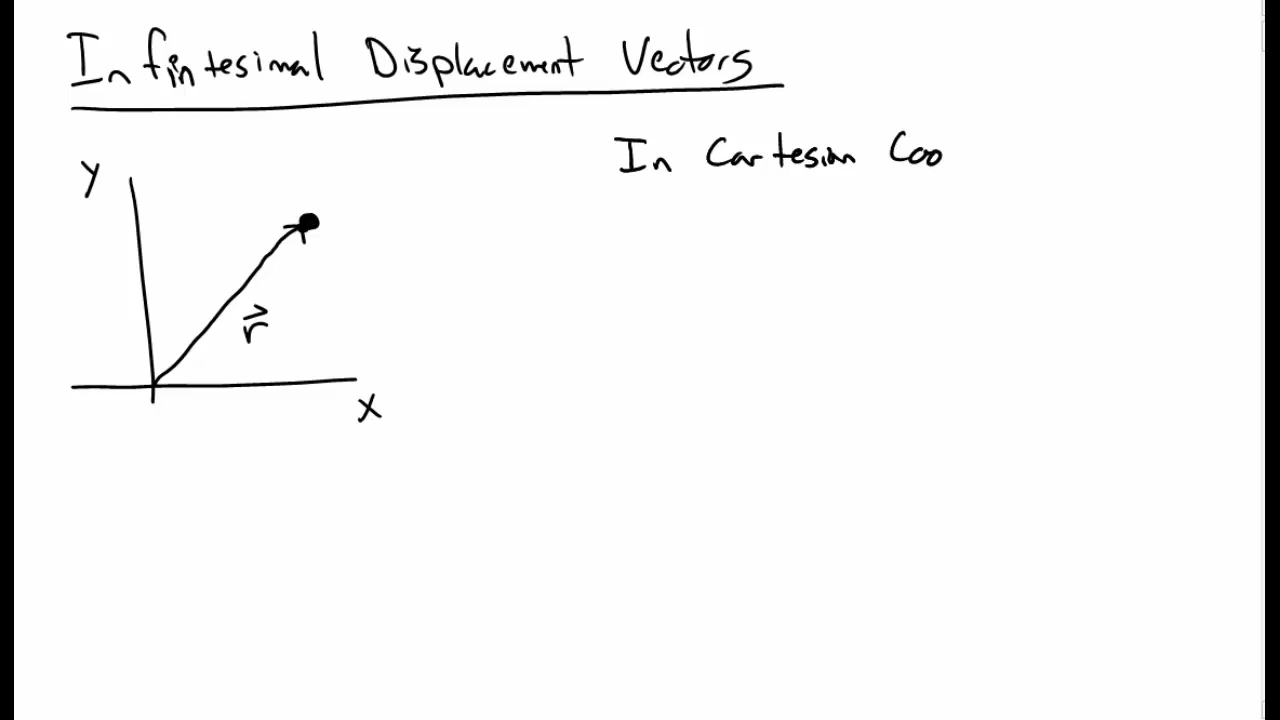 Infintesimal Displacement Vectors
In Cartesian Coo
y
r⃗
x